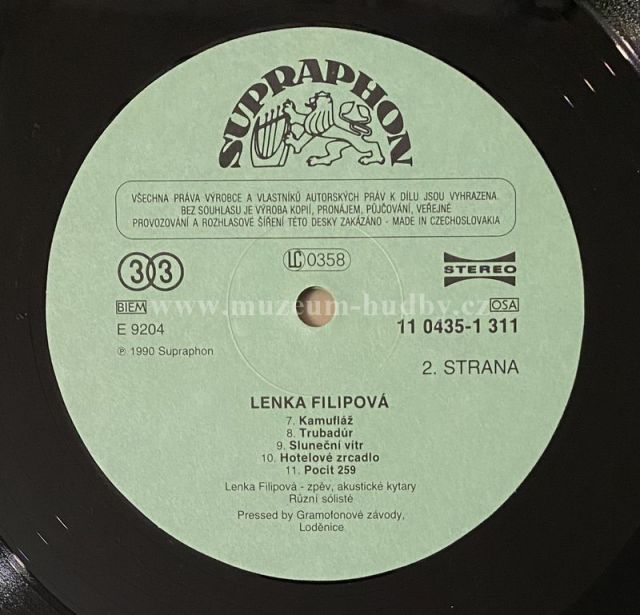 SUPRAPHON
VŠECHNA PRÁVA VÝROBCE A VLASTNÍKŮ AUTORSKÝCH PRÁV K DÍLU JSOU VYHRAZENA.
BEZ SOUHLASU JE VÝROBA KOPIÍ, PRONÁJEM, PŮJČOVÁNÍ, VEŘEJNÉ
PROVOZOVÁNÍ A ROZHLASOVÉ ŠÍŘENÍ TÉTO DESKY ZAKÁZÁNO - MADE IN CZECHOSLOVAKIA
33
LC 0358
STEREO
BIEM
www.muzeum-hudby.cz
OSA
E 9204
11 0435-1 311
℗ 1990 Supraphon
2. STRANA
LENKA FILIPOVÁ
7. Kamufláž
8. Trubadúr
9. Sluneční vítr
10. Hotelové zrcadlo
11. Pocit 259
Lenka Filipová - zpěv, akustické kytary
Různí sólisté
Pressed by Gramofonové závody,
Loděnice